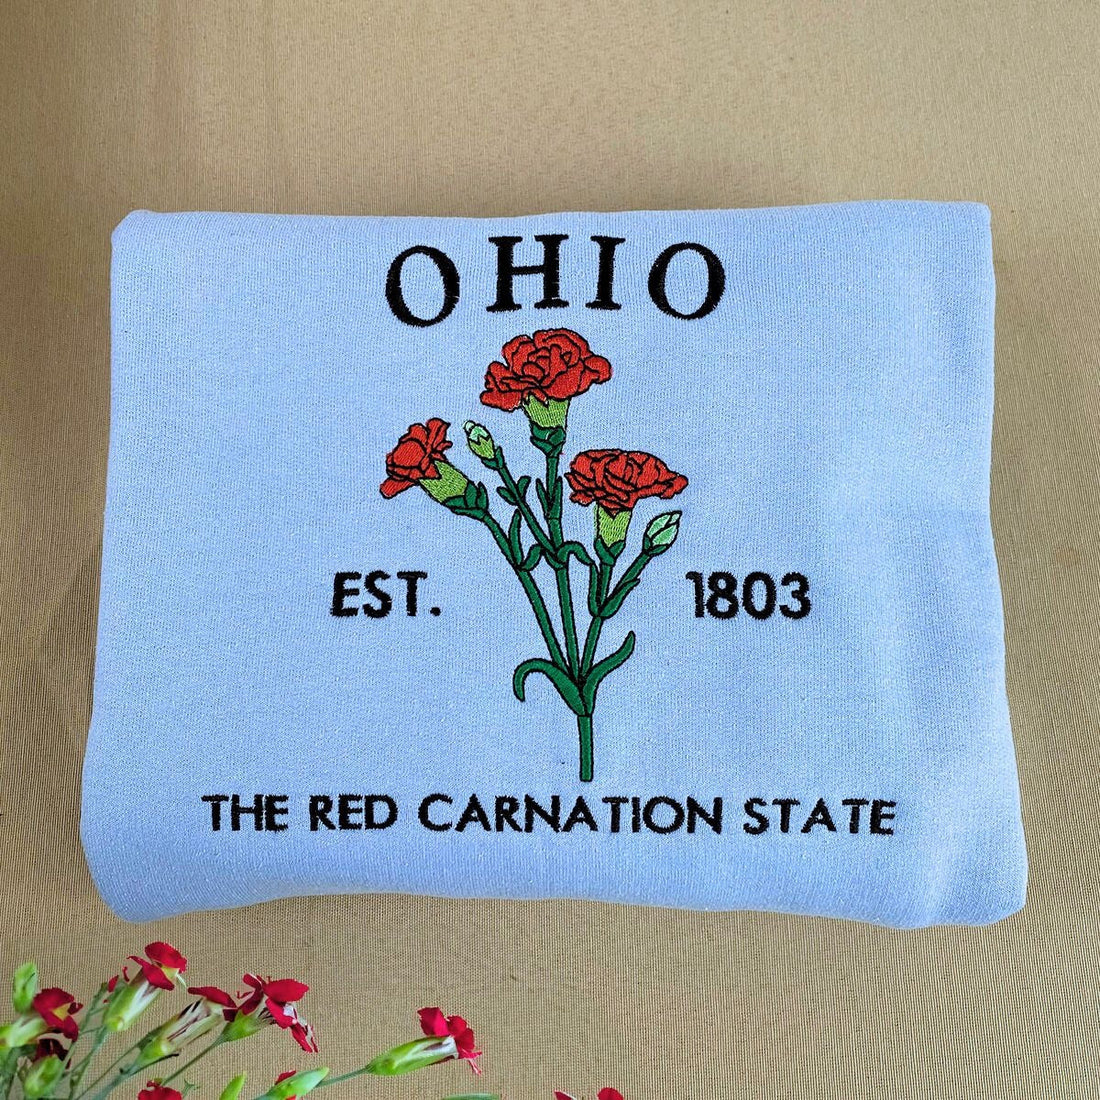 OHIO
EST. 1803
THE RED CARNATION STATE